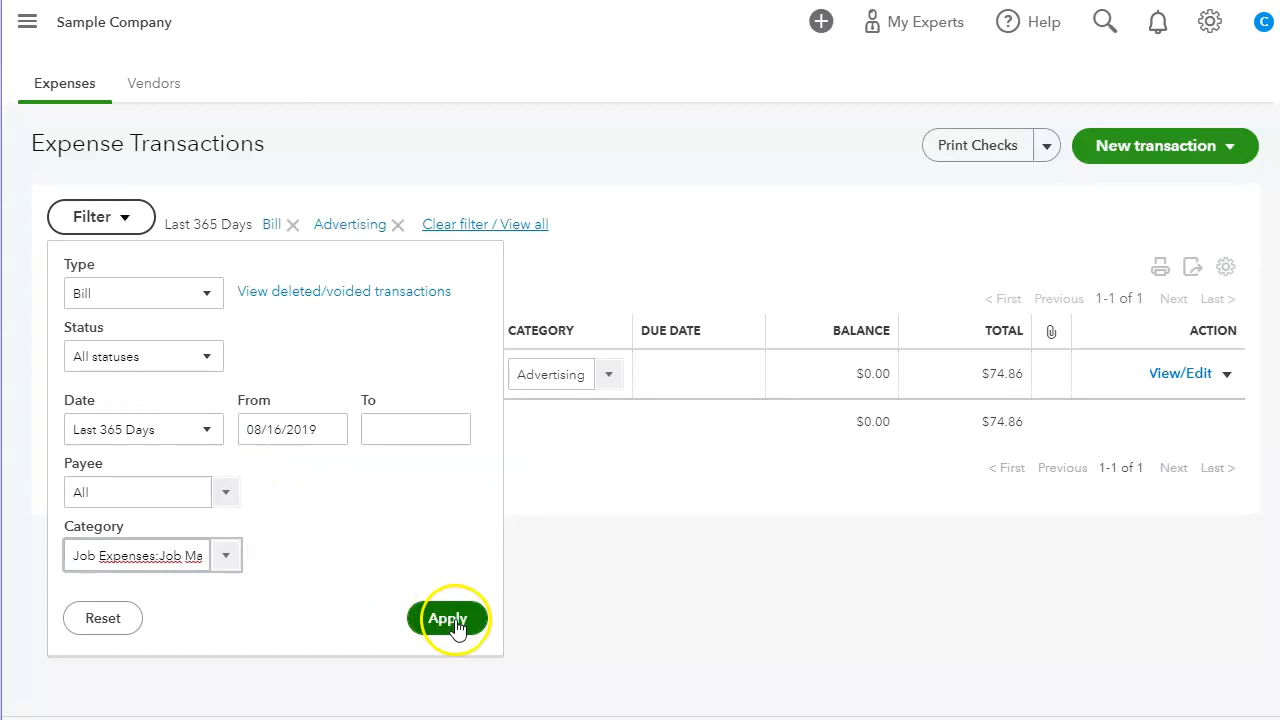 Sample Company
My Experts
Help
C
Expenses
Vendors
Expense Transactions
Print Checks
New transaction
Filter
Last 365 Days
Bill
Advertising
Clear filter / View all
Type
Bill
View deleted/voided transactions
Status
All statuses
Date
From
To
Last 365 Days
08/16/2019
Payee
All
Category
Job Expenses:Job Ma
Reset
Apply
< First Previous 1-1 of 1 Next Last >
CATEGORY DUE DATE BALANCE TOTAL ACTION
Advertising $0.00 $74.86 View/Edit
$0.00 $74.86
< First Previous 1-1 of 1 Next Last >